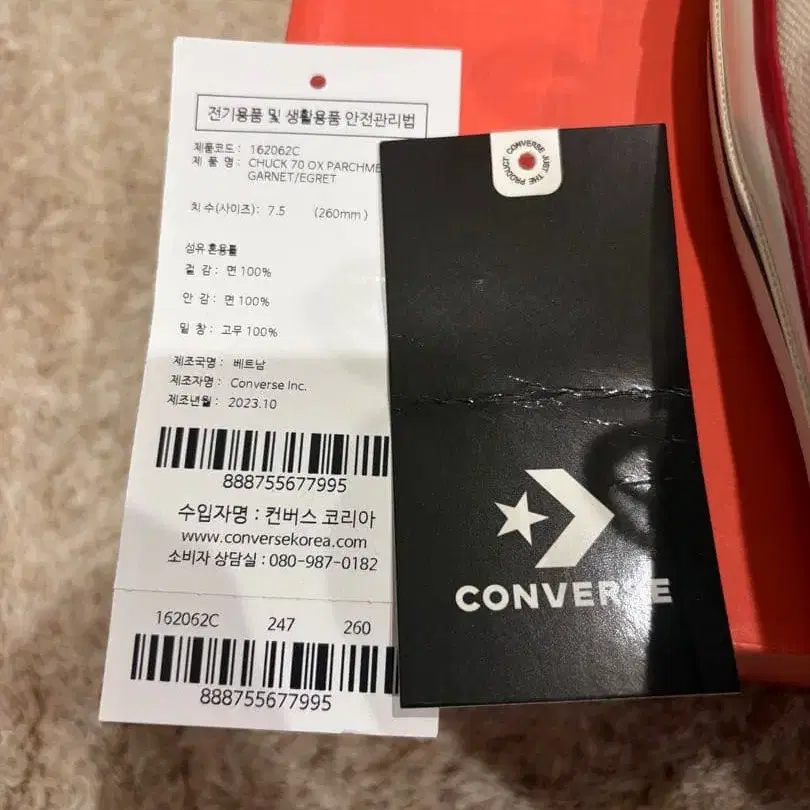 전기용품 및 생활용품 안전관리법
제품코드 : 162062C
제 품 명 : CHUCK 70 OX
GARNET/EGRET
치 수(사이즈) : 7.5 (260mm)
섬유 혼용률
겉 감 : 면 100%
안 감 : 면 100%
밑 창 : 고무 100%
제조국명 : 베트남
제조자명 : Converse Inc.
제조년월 : 2023.10
888755677995
수입자명 : 컨버스 코리아
www.conversekorea.com
소비자 상담실 : 080-987-0182
162062C 247 260
888755677995
CONVERSE JUST THE PRODUCT
CONVERSE